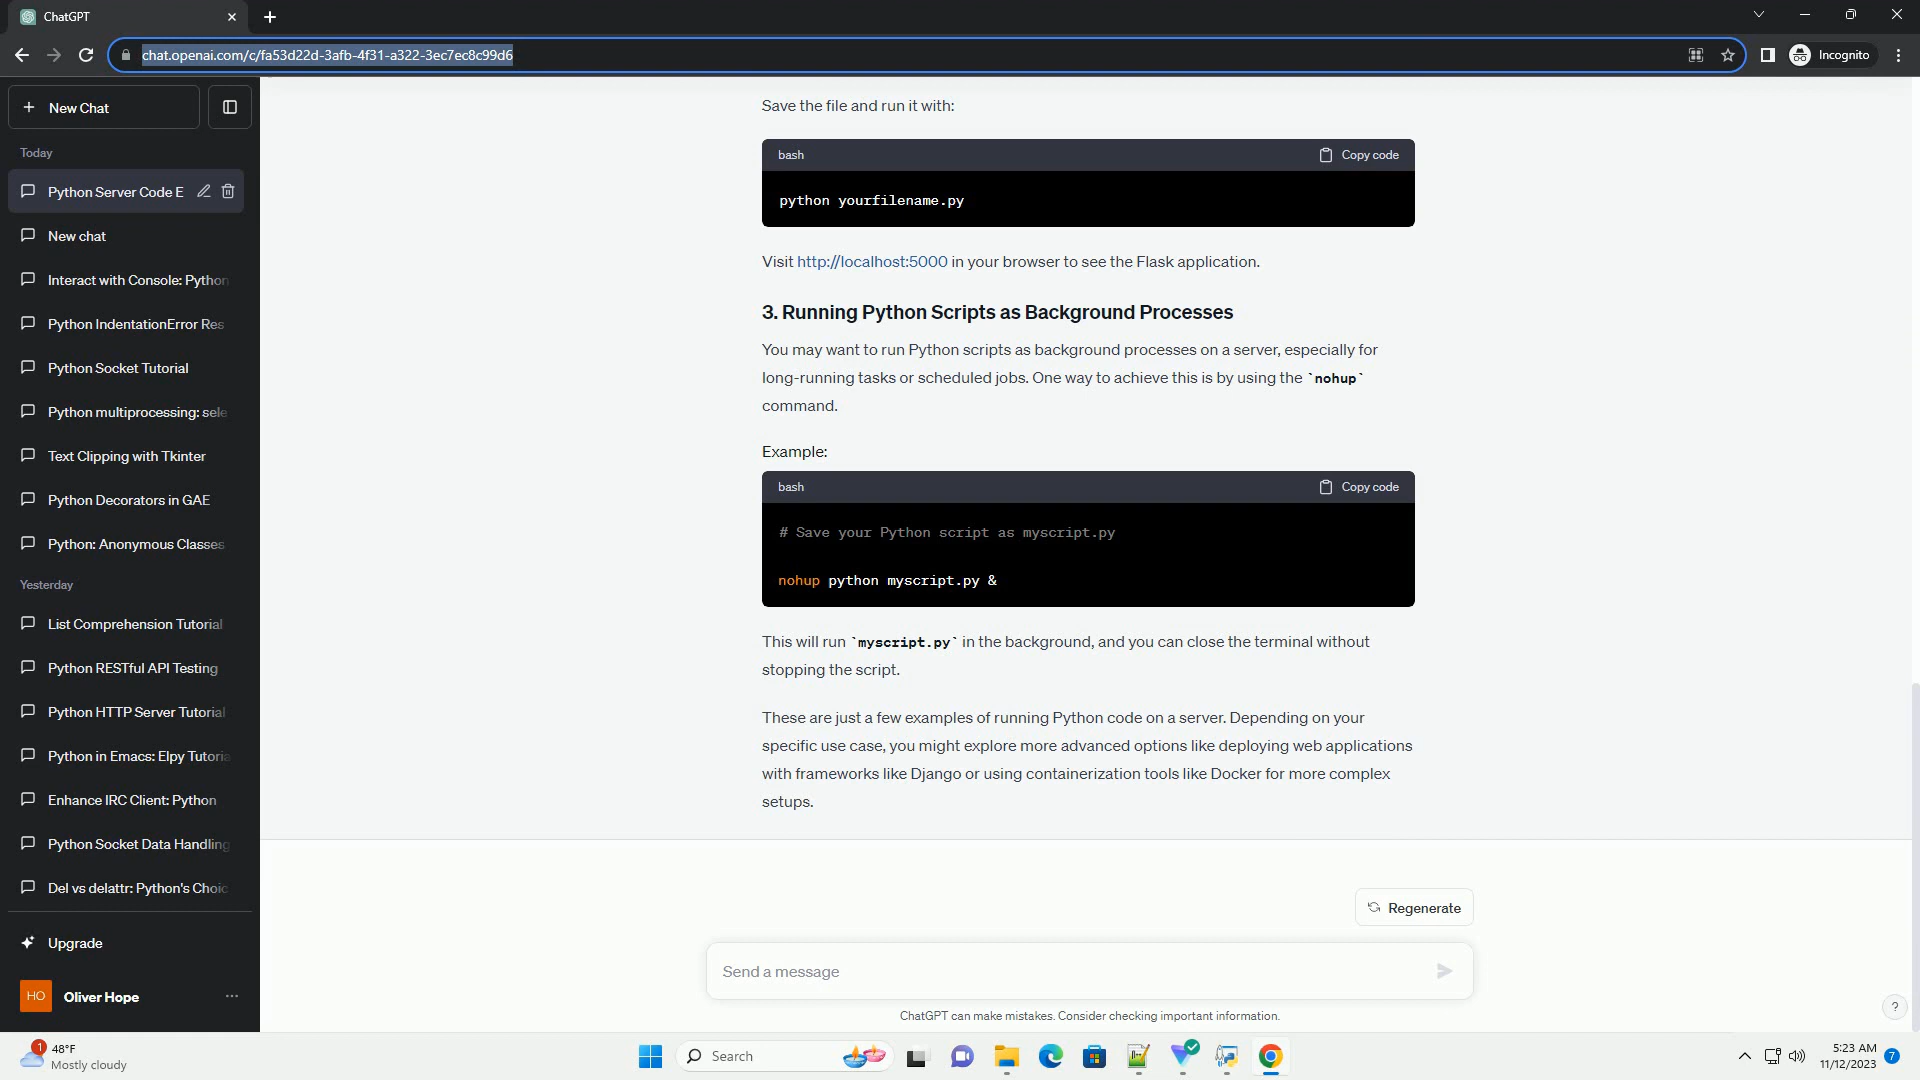 ChatGPT
chat.openai.com/c/fa53d22d-3afb-4f31-a322-3ec7ec8c99d6
Incognito
New Chat
Today
Python Server Code E
New chat
Interact with Console: Python
Python IndentationError Res
Python Socket Tutorial
Python multiprocessing: sele
Text Clipping with Tkinter
Python Decorators in GAE
Python: Anonymous Classes
Yesterday
List Comprehension Tutorial
Python RESTful API Testing
Python HTTP Server Tutorial
Python in Emacs: Elpy Tutoria
Enhance IRC Client: Python
Python Socket Data Handling
Del vs delattr: Python's Choic
Upgrade
HO
Oliver Hope
Save the file and run it with:
bash
Copy code
python yourfilename.py
Visit http://localhost:5000 in your browser to see the Flask application.
3. Running Python Scripts as Background Processes
You may want to run Python scripts as background processes on a server, especially for
long-running tasks or scheduled jobs. One way to achieve this is by using the `nohup`
command.
Example:
bash
Copy code
# Save your Python script as myscript.py
nohup python myscript.py &
This will run `myscript.py` in the background, and you can close the terminal without
stopping the script.
These are just a few examples of running Python code on a server. Depending on your
specific use case, you might explore more advanced options like deploying web applications
with frameworks like Django or using containerization tools like Docker for more complex
setups.
Regenerate
Send a message
ChatGPT can make mistakes. Consider checking important information.
?
1
48°F
Mostly cloudy
Search
5:23 AM
11/12/2023
7